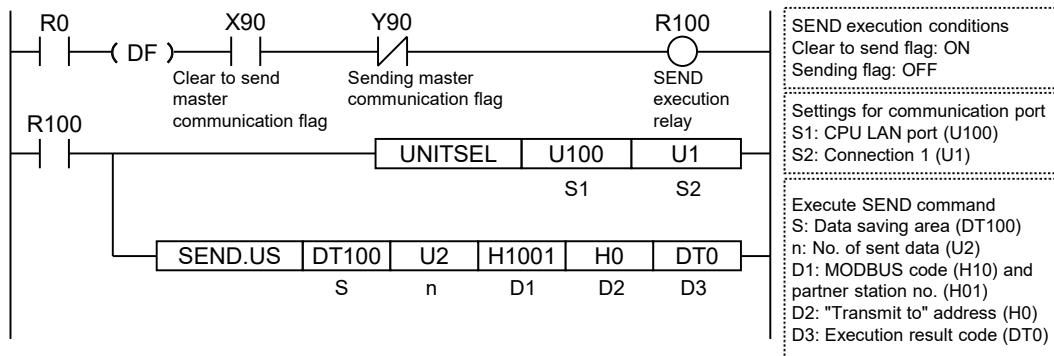 R0
( DF )
X90
Y90
R100
Clear to send
master
communication flag
Sending master
communication flag
SEND
execution
relay
SEND execution conditions
Clear to send flag: ON
Sending flag: OFF
R100
UNITSEL U100 U1
S1 S2
Settings for communication port
S1: CPU LAN port (U100)
S2: Connection 1 (U1)
SEND.US DT100 U2 H1001 H0 DT0
S n D1 D2 D3
Execute SEND command
S: Data saving area (DT100)
n: No. of sent data (U2)
D1: MODBUS code (H10) and
partner station no. (H01)
D2: "Transmit to" address (H0)
D3: Execution result code (DT0)